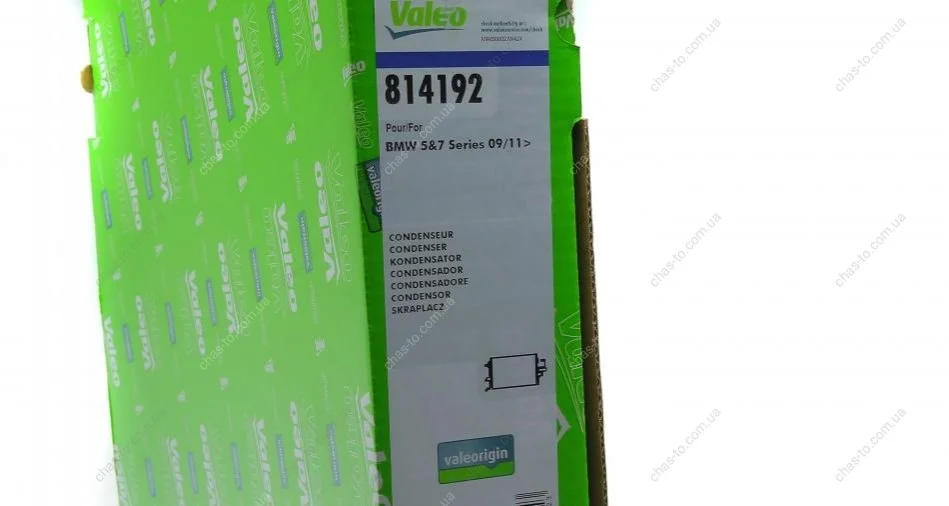 Valeo
814192
Pour/For
BMW 5&7 Series 09/11>
CONDENSEUR
CONDENSER
KONDENSATOR
CONDENSADOR
CONDENSADORE
CONDENSOR
SKRAPLACZ
valeorigin
chas-to.com.ua